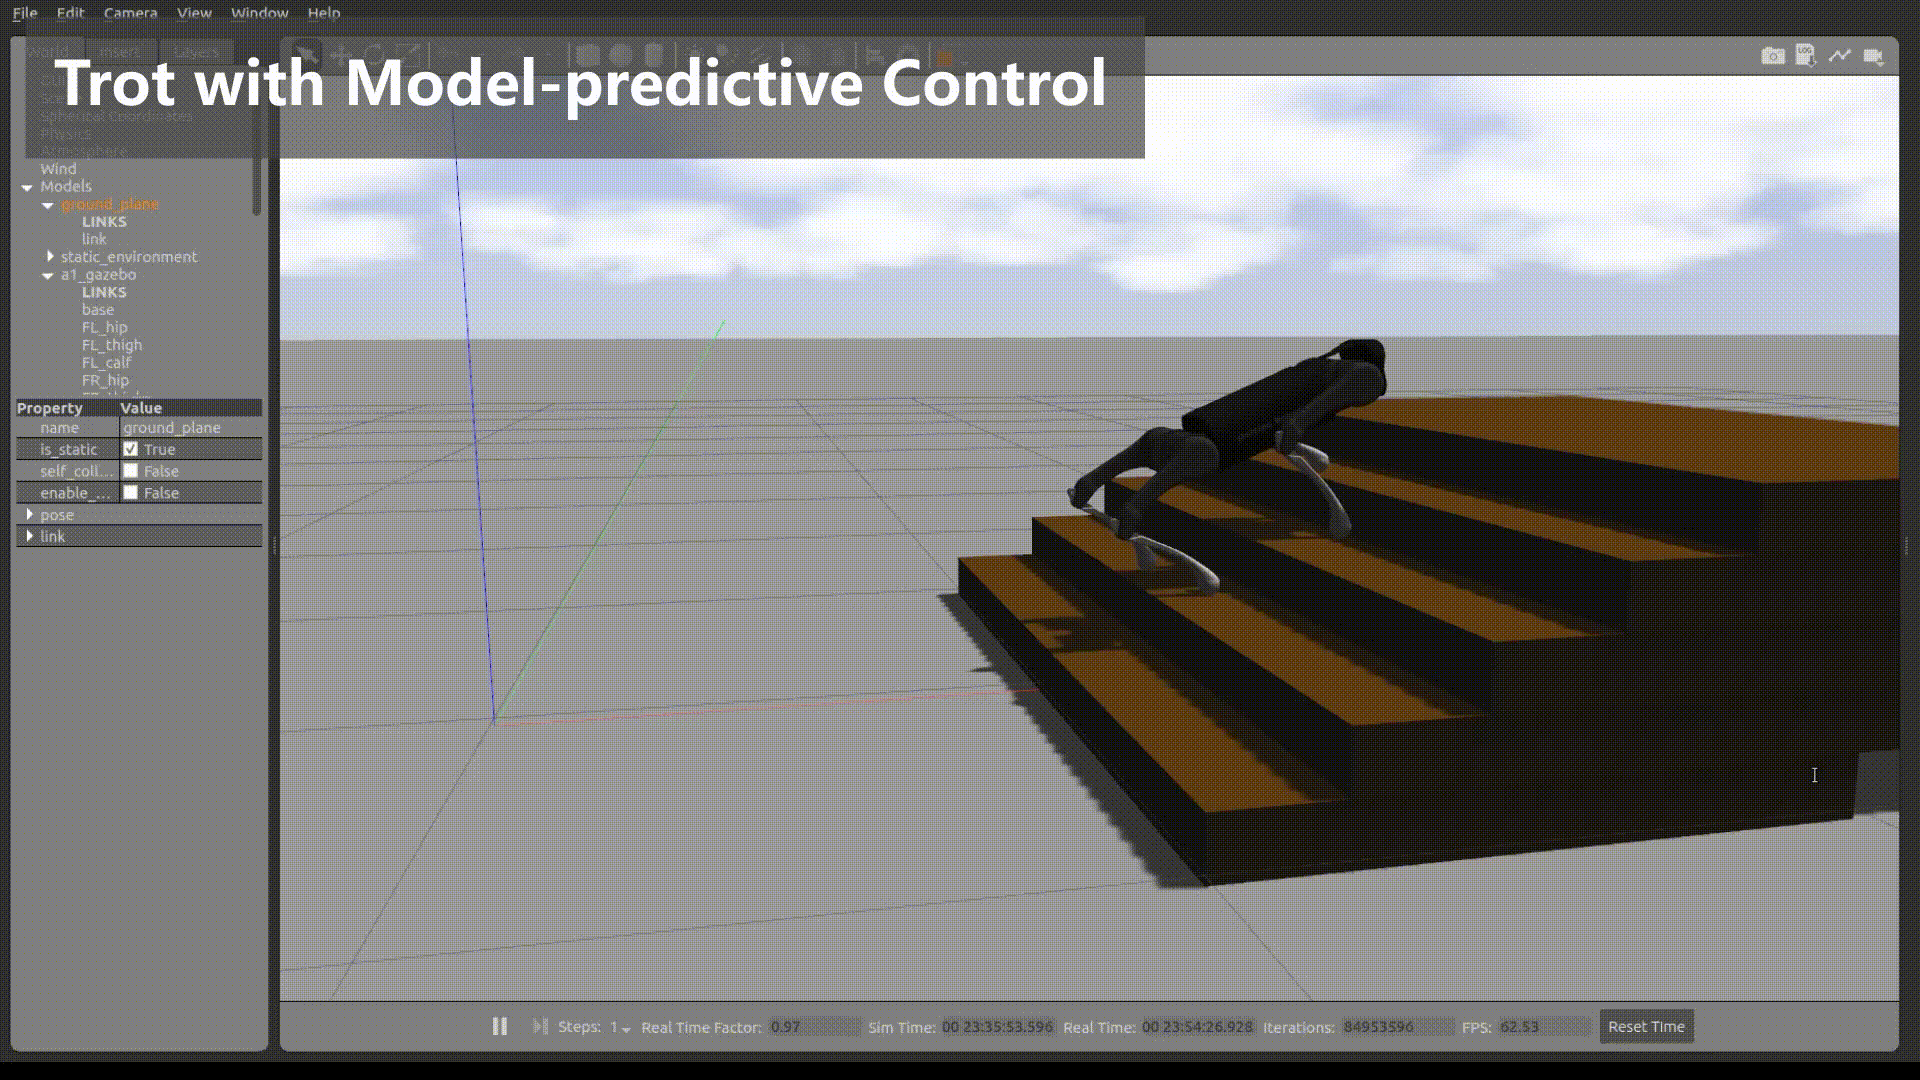 File Edit Camera View Window Help
World Insert Layers
Trot with Model-predictive Control
Spherical Coordinates
Physics
Atmosphere
Wind
Models
ground_plane
LINKS
link
static_environment
a1_gazebo
LINKS
base
FL_hip
FL_thigh
FL_calf
FR_hip
Property Value
name ground_plane
is_static True
self_coll... False
enable_... False
pose
link
LOG
Steps: 1 Real Time Factor: 0.97 Sim Time: 00 23:35:53.596 Real Time: 00 23:54:26.928 Iterations: 84953596 FPS: 62.53 Reset Time